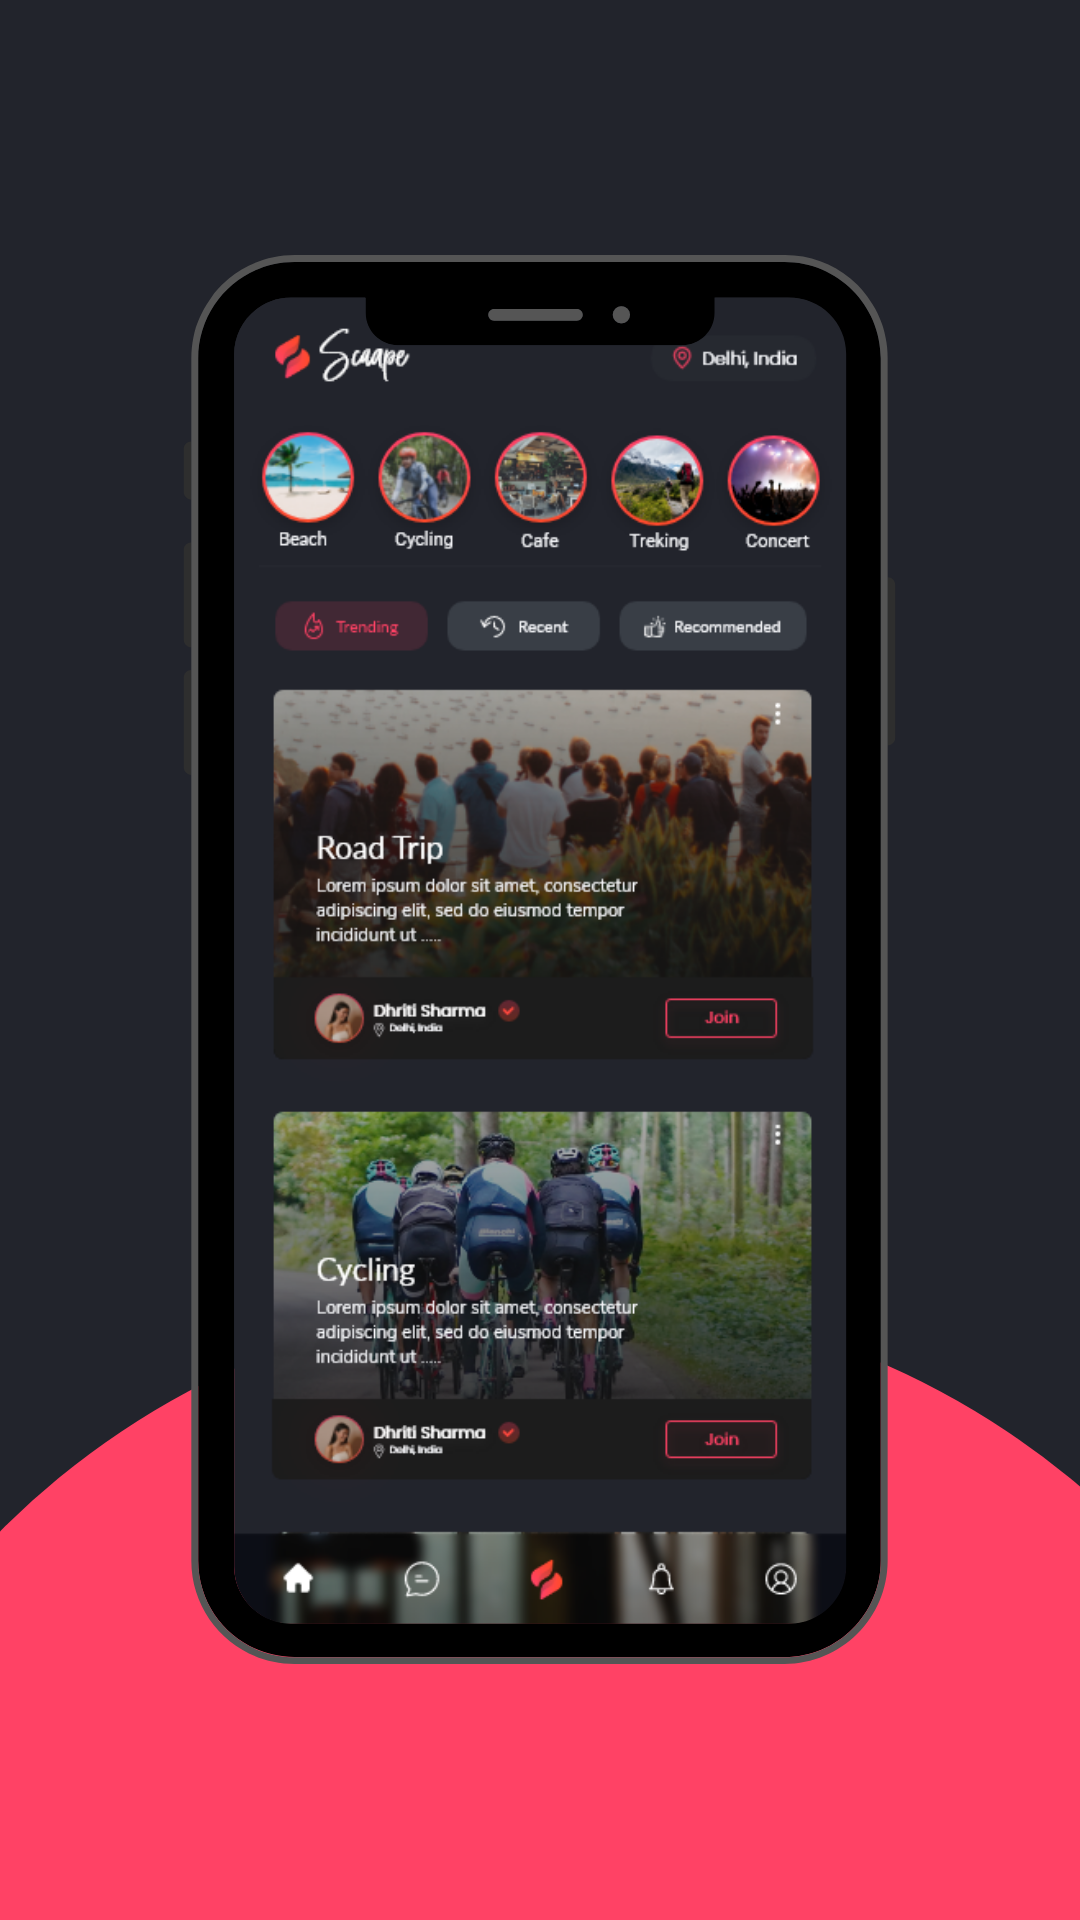 Scaape
Delhi, India
Beach
Cycling
Cafe
Treking
Concert
Trending
Recent
Recommended
Road Trip
Lorem ipsum dolor sit amet, consectetur
adipiscing elit, sed do eiusmod tempor
incididunt ut .....
Dhriti Sharma
Delhi, India
Join
Bianchi
Cycling
Lorem ipsum dolor sit amet, consectetur
adipiscing elit, sed do eiusmod tempor
incididunt ut .....
Dhriti Sharma
Delhi, India
Join